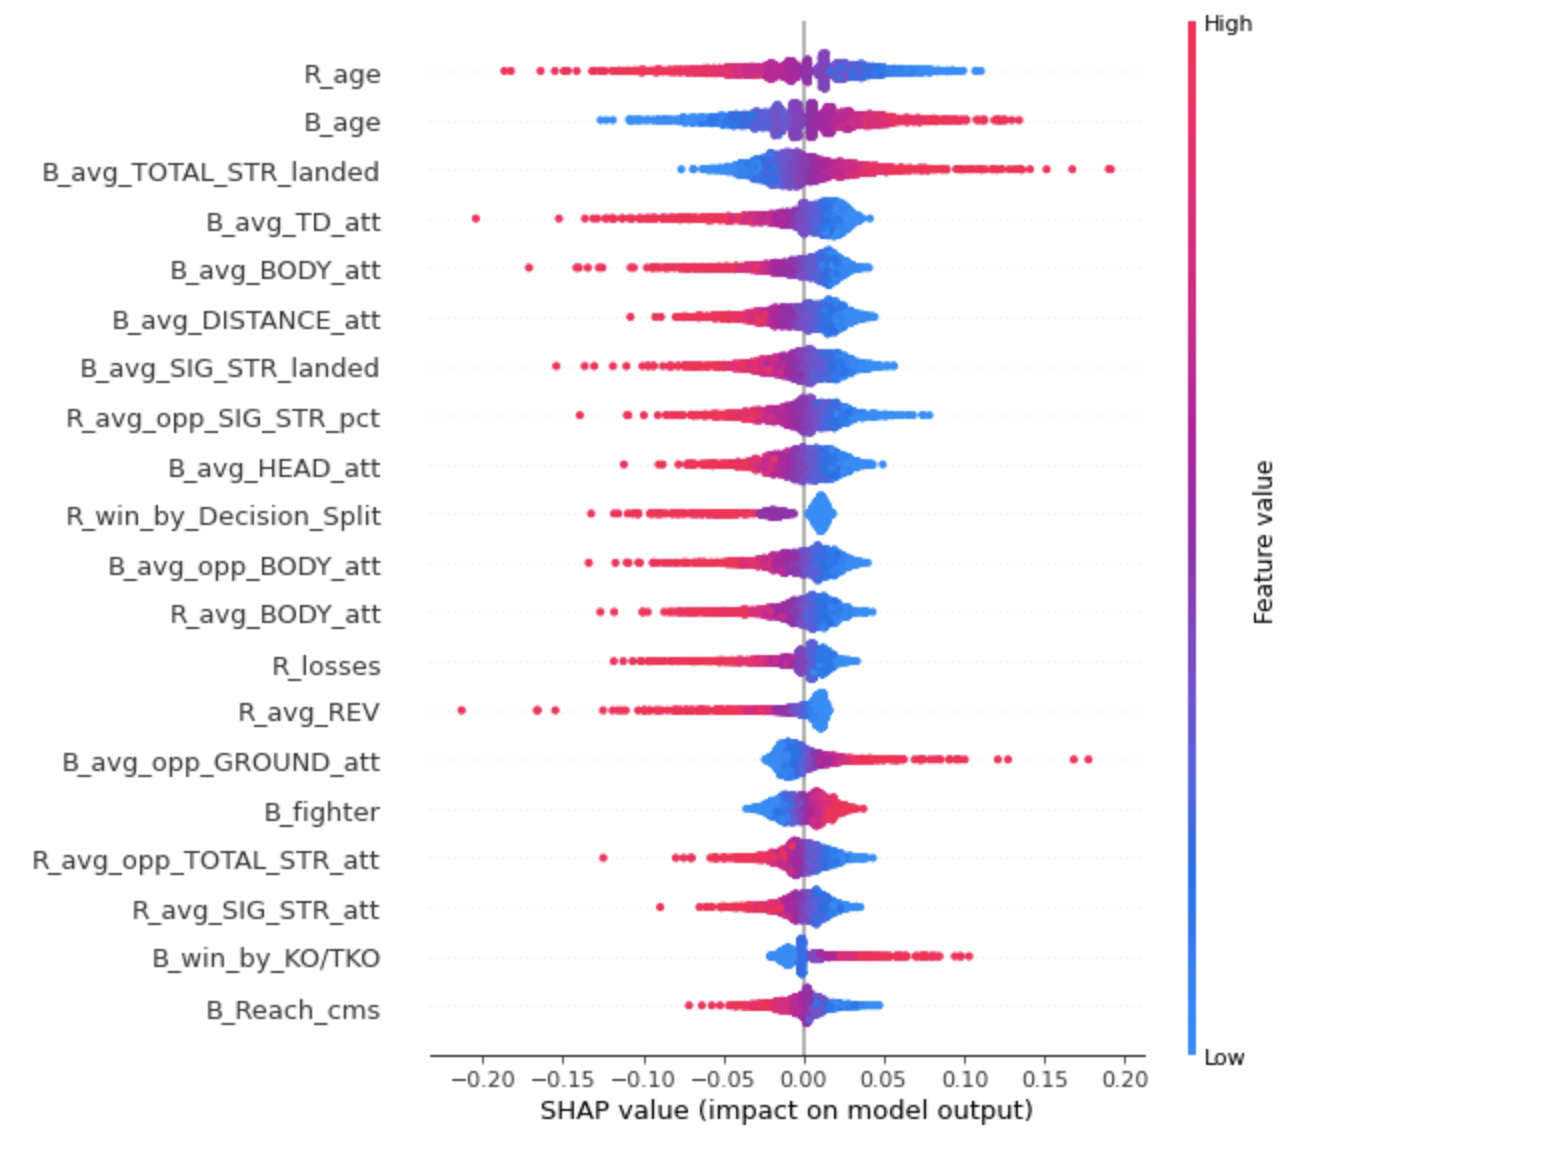 High
R_age
B_age
B_avg_TOTAL_STR_landed
B_avg_TD_att
B_avg_BODY_att
B_avg_DISTANCE_att
B_avg_SIG_STR_landed
R_avg_opp_SIG_STR_pct
B_avg_HEAD_att
R_win_by_Decision_Split
B_avg_opp_BODY_att
R_avg_BODY_att
R_losses
R_avg_REV
B_avg_opp_GROUND_att
B_fighter
R_avg_opp_TOTAL_STR_att
R_avg_SIG_STR_att
B_win_by_KO/TKO
B_Reach_cms
Feature value
Low
−0.20 −0.15 −0.10 −0.05 0.00 0.05 0.10 0.15 0.20
SHAP value (impact on model output)